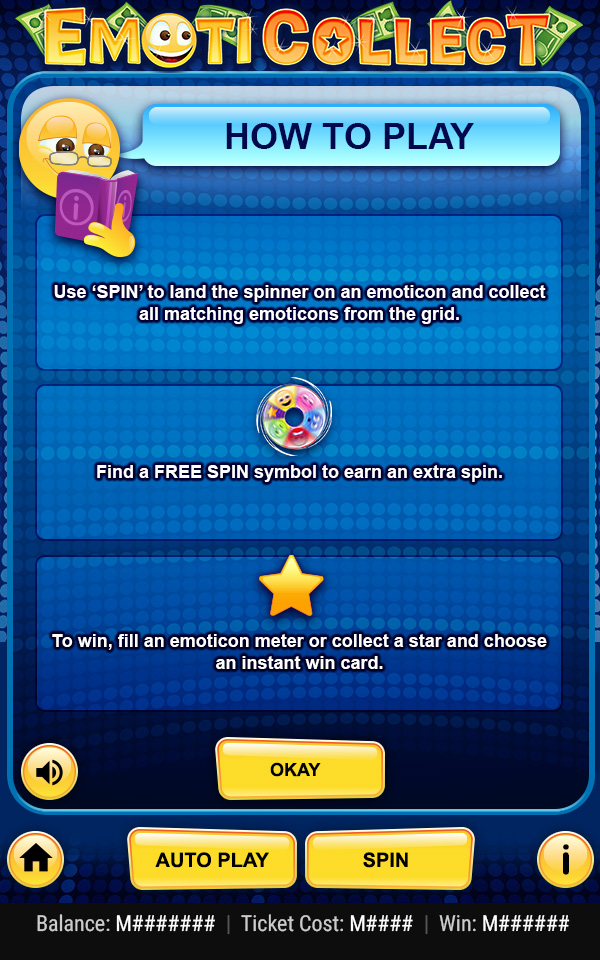 EMOTI COLLECT
HOW TO PLAY
Use ‘SPIN’ to land the spinner on an emoticon and collect
all matching emoticons from the grid.
Find a FREE SPIN symbol to earn an extra spin.
To win, fill an emoticon meter or collect a star and choose
an instant win card.
OKAY
AUTO PLAY
SPIN
Balance: M####### | Ticket Cost: M#### | Win: M######